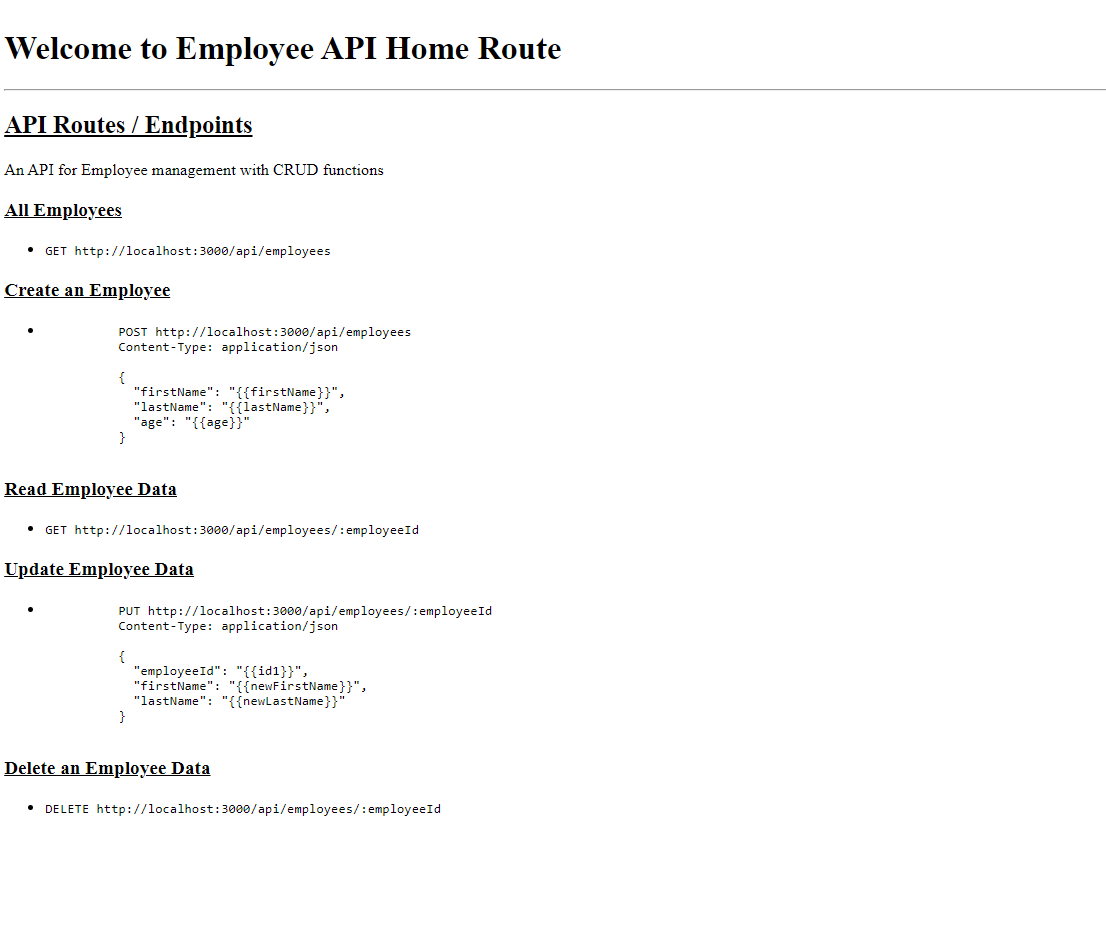 Welcome to Employee API Home Route
API Routes / Endpoints
An API for Employee management with CRUD functions
All Employees
• GET http://localhost:3000/api/employees
Create an Employee
• POST http://localhost:3000/api/employees
Content-Type: application/json
{
"firstName": "{{firstName}}",
"lastName": "{{lastName}}",
"age": "{{age}}"
}
Read Employee Data
• GET http://localhost:3000/api/employees/:employeeId
Update Employee Data
• PUT http://localhost:3000/api/employees/:employeeId
Content-Type: application/json
{
"employeeId": "{{id1}}",
"firstName": "{{newFirstName}}",
"lastName": "{{newLastName}}"
}
Delete an Employee Data
• DELETE http://localhost:3000/api/employees/:employeeId